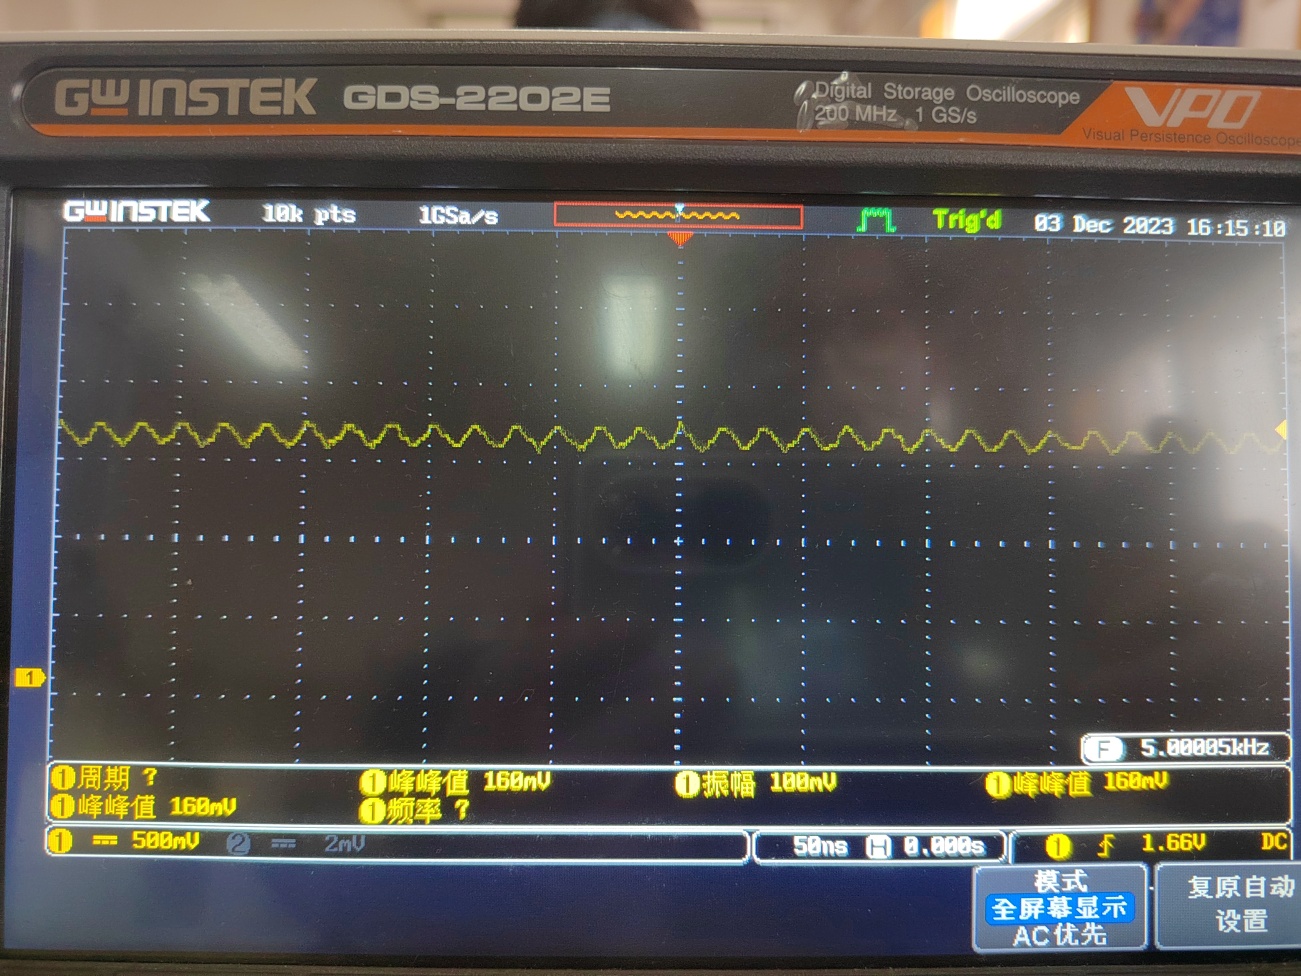 GW INSTEK GDS-2202E Digital Storage Oscilloscope VPO
200 MHz 1 GS/s Visual Persistence Oscilloscope
GW INSTEK 10k pts 1GSa/s Trig'd 03 Dec 2023 16:15:10
1
F 5.00005kHz
1 周期 ? 1 峰峰值 160mV 1 振幅 100mV 1 峰峰值 160mV
1 峰峰值 160mV 1 频率 ?
1 500mV 2 2mV 50ns H 0.000s 1 1.66V DC
模式 复原自动
全屏幕显示 设置
AC优先